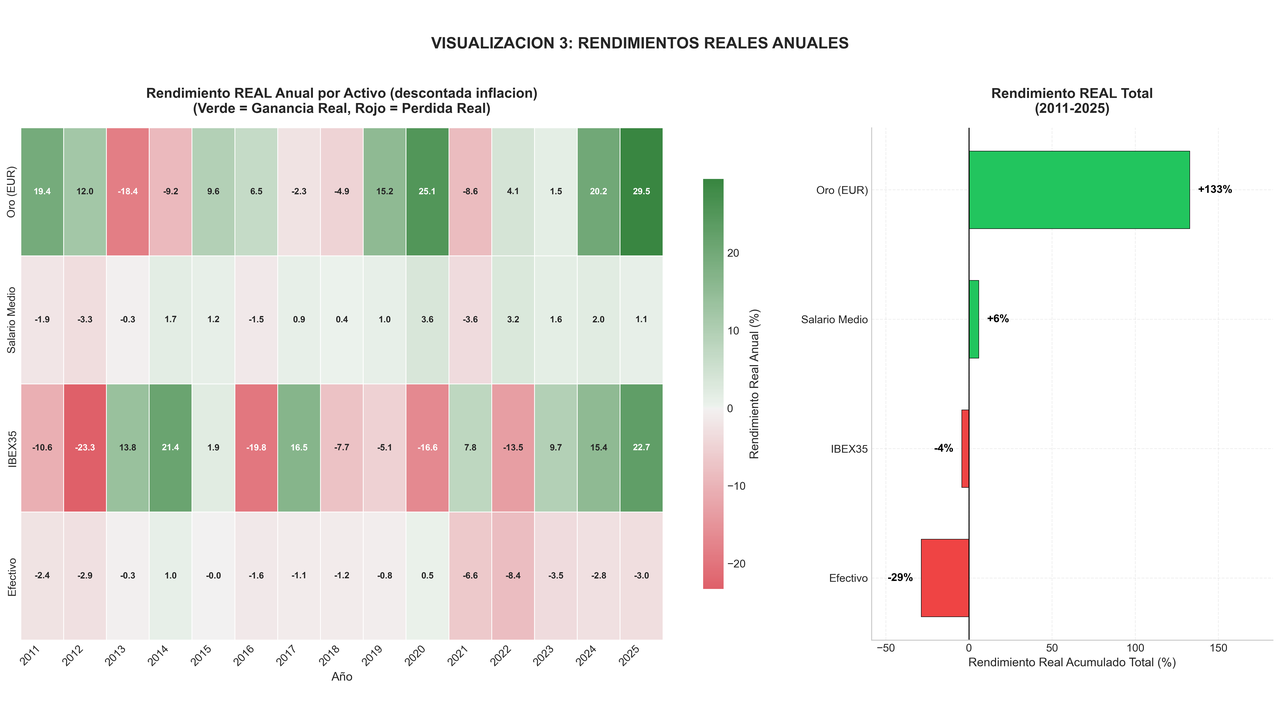 VISUALIZACION 3: RENDIMIENTOS REALES ANUALES
Rendimiento REAL Anual por Activo (descontada inflacion)
(Verde = Ganancia Real, Rojo = Perdida Real)
Oro (EUR)
19.4 12.0 -18.4 -9.2 9.6 6.5 -2.3 -4.9 15.2 25.1 -8.6 4.1 1.5 20.2 29.5
Salario Medio
-1.9 -3.3 -0.3 1.7 1.2 -1.5 0.9 0.4 1.0 3.6 -3.6 3.2 1.6 2.0 1.1
IBEX35
-10.6 -23.3 13.8 21.4 1.9 -19.8 16.5 -7.7 -5.1 -16.6 7.8 -13.5 9.7 15.4 22.7
Efectivo
-2.4 -2.9 -0.3 1.0 -0.0 -1.6 -1.1 -1.2 -0.8 0.5 -6.6 -8.4 -3.5 -2.8 -3.0
2011 2012 2013 2014 2015 2016 2017 2018 2019 2020 2021 2022 2023 2024 2025
Año
20
10
0
−10
−20
Rendimiento Real Anual (%)
Rendimiento REAL Total
(2011-2025)
Oro (EUR)
+133%
Salario Medio
+6%
IBEX35
-4%
Efectivo
-29%
−50 0 50 100 150
Rendimiento Real Acumulado Total (%)